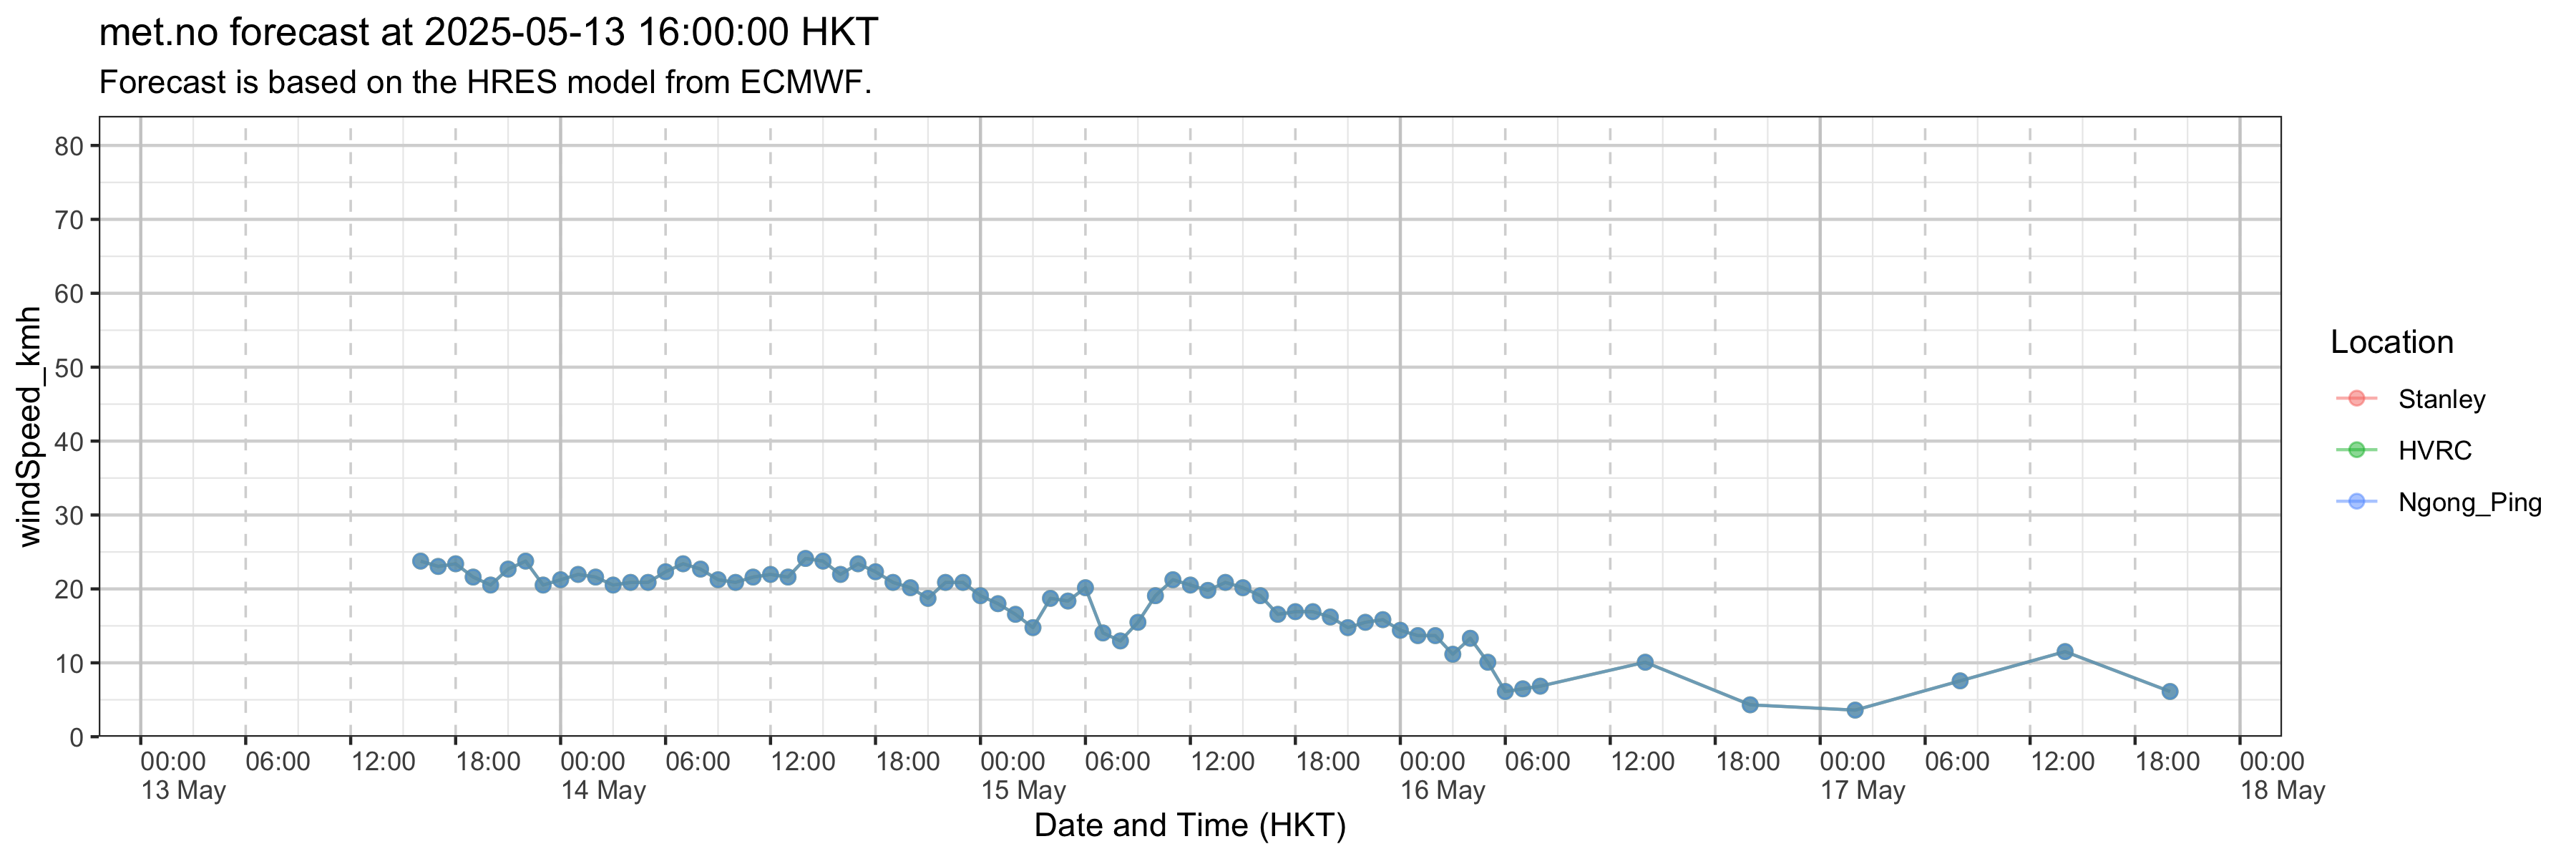 met.no forecast at 2025-05-13 16:00:00 HKT
Forecast is based on the HRES model from ECMWF.
windSpeed_kmh
80
70
60
50
40
30
20
10
0
00:00 06:00 12:00 18:00 00:00 06:00 12:00 18:00 00:00 06:00 12:00 18:00 00:00 06:00 12:00 18:00 00:00 06:00 12:00 18:00 00:00
13 May 14 May 15 May 16 May 17 May 18 May
Date and Time (HKT)
Location
Stanley
HVRC
Ngong_Ping